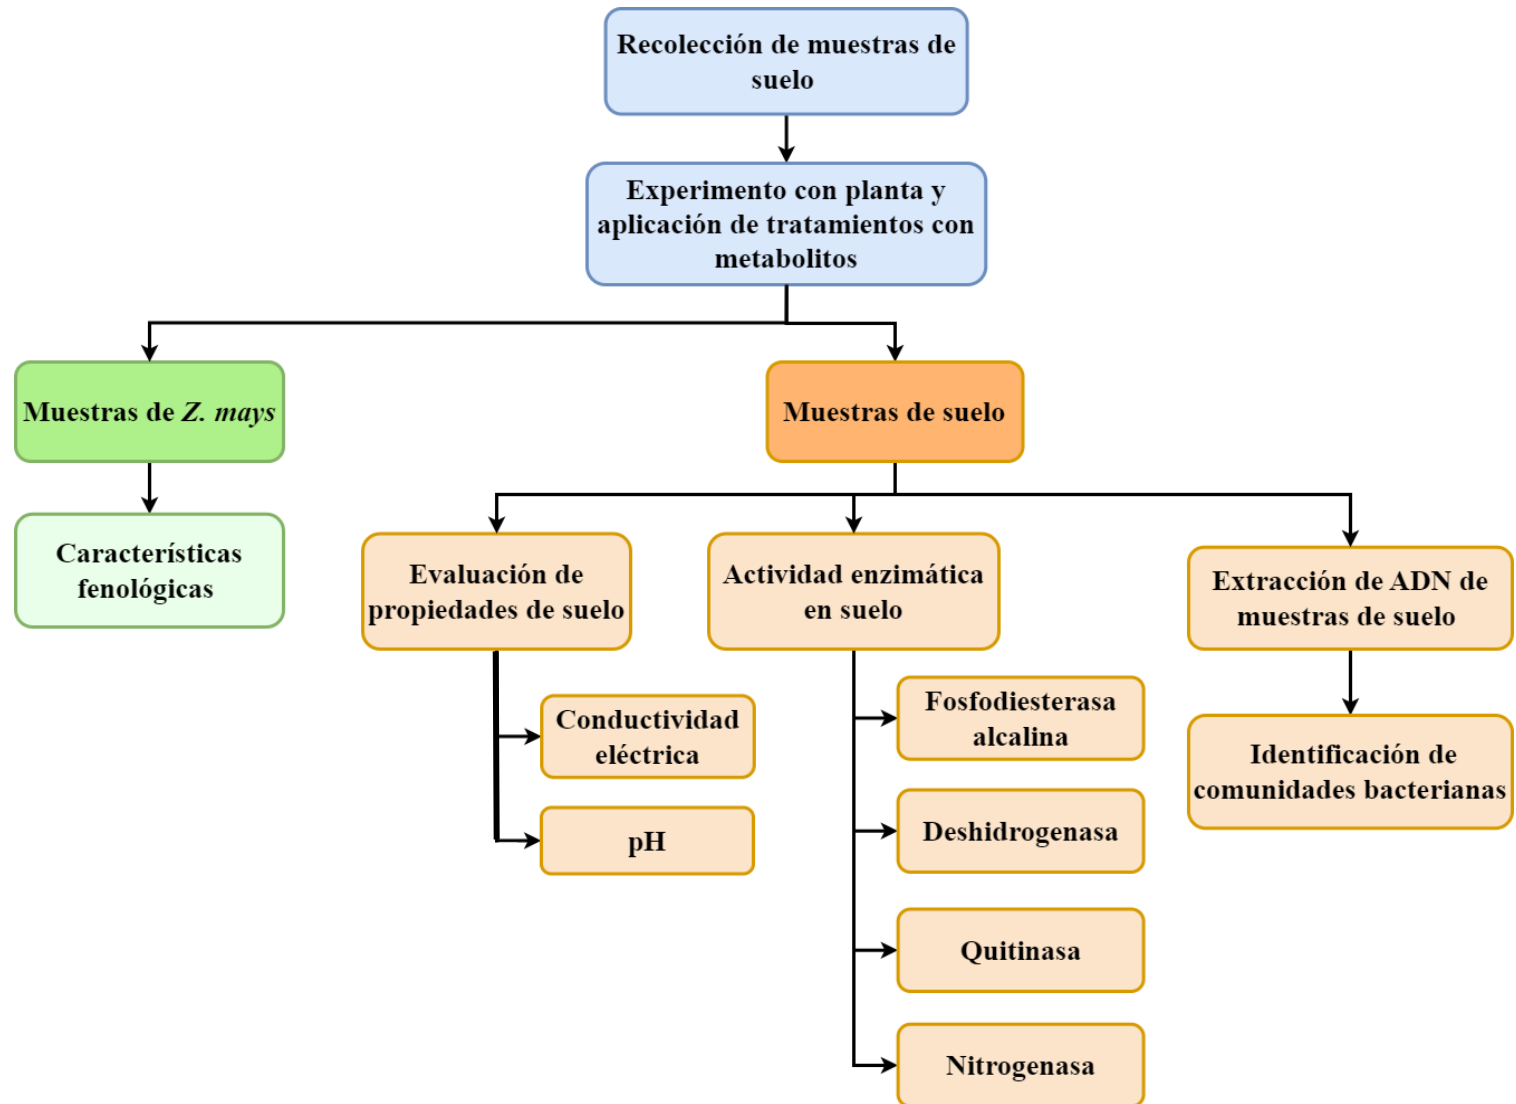 Recolección de muestras de
suelo
Experimento con planta y
aplicación de tratamientos con
metabolitos
Muestras de Z. mays
Muestras de suelo
Características
fenológicas
Evaluación de
propiedades de suelo
Actividad enzimática
en suelo
Extracción de ADN de
muestras de suelo
Conductividad
eléctrica
pH
Fosfodiesterasa
alcalina
Deshidrogenasa
Quitinasa
Nitrogenasa
Identificación de
comunidades bacterianas